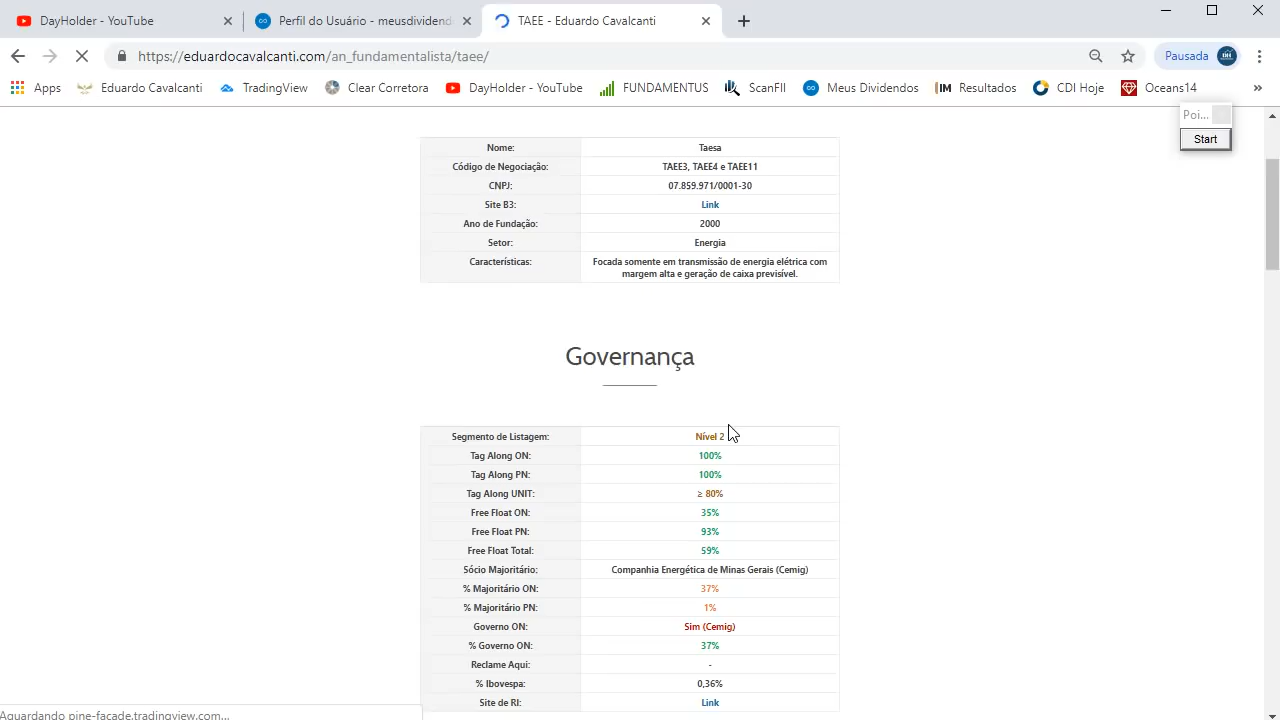 DayHolder - YouTube
Perfil do Usuário - meusdividend
TAEE - Eduardo Cavalcanti
https://eduardocavalcanti.com/an_fundamentalista/taee/
Pausada
Apps
Eduardo Cavalcanti
TradingView
Clear Corretor
DayHolder - YouTube
FUNDAMENTUS
ScanFII
Meus Dividendos
Resultados
CDI Hoje
Oceans14
»
Poi...
Start
Nome: Taesa
Código de Negociação: TAEE3, TAEE4 e TAEE11
CNPJ: 07.859.971/0001-30
Site B3: Link
Ano de Fundação: 2000
Setor: Energia
Características: Focada somente em transmissão de energia elétrica com
margem alta e geração de caixa previsível.
Governança
Segmento de Listagem: Nível 2
Tag Along ON: 100%
Tag Along PN: 100%
Tag Along UNIT: ≥ 80%
Free Float ON: 35%
Free Float PN: 93%
Free Float Total: 59%
Sócio Majoritário: Companhia Energética de Minas Gerais (Cemig)
% Majoritário ON: 37%
% Majoritário PN: 1%
Governo ON: Sim (Cemig)
% Governo ON: 37%
Reclame Aqui: -
% Ibovespa: 0,36%
Site de RI: Link
Aguardando pine-facade.tradingview.com...